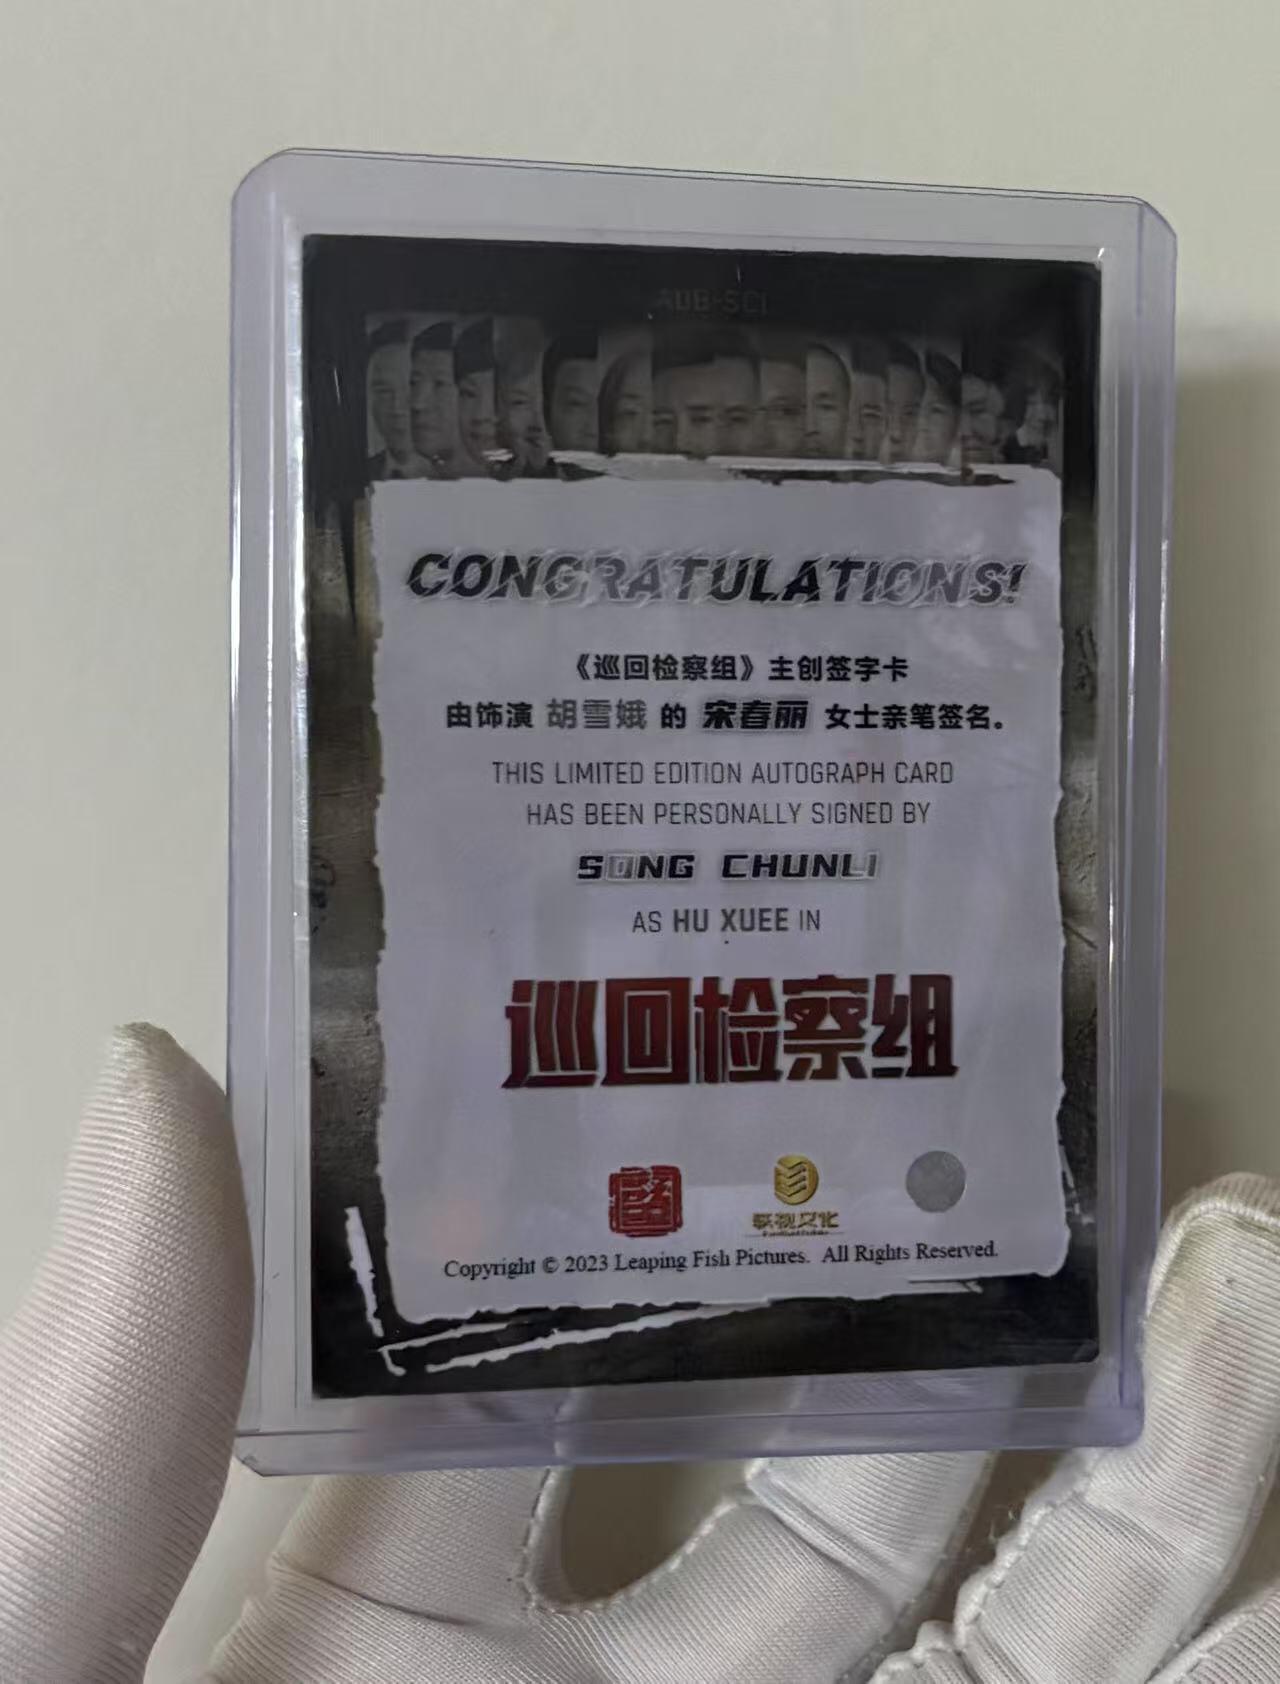 AUB-SC1
CONGRATULATIONS!
《巡回检察组》主创签字卡
由饰演 胡雪娥 的 宋春丽 女士亲笔签名。
THIS LIMITED EDITION AUTOGRAPH CARD
HAS BEEN PERSONALLY SIGNED BY
SONG CHUNLI
AS HU XUEE IN
巡回检察组
Copyright © 2023 Leaping Fish Pictures. All Rights Reserved.